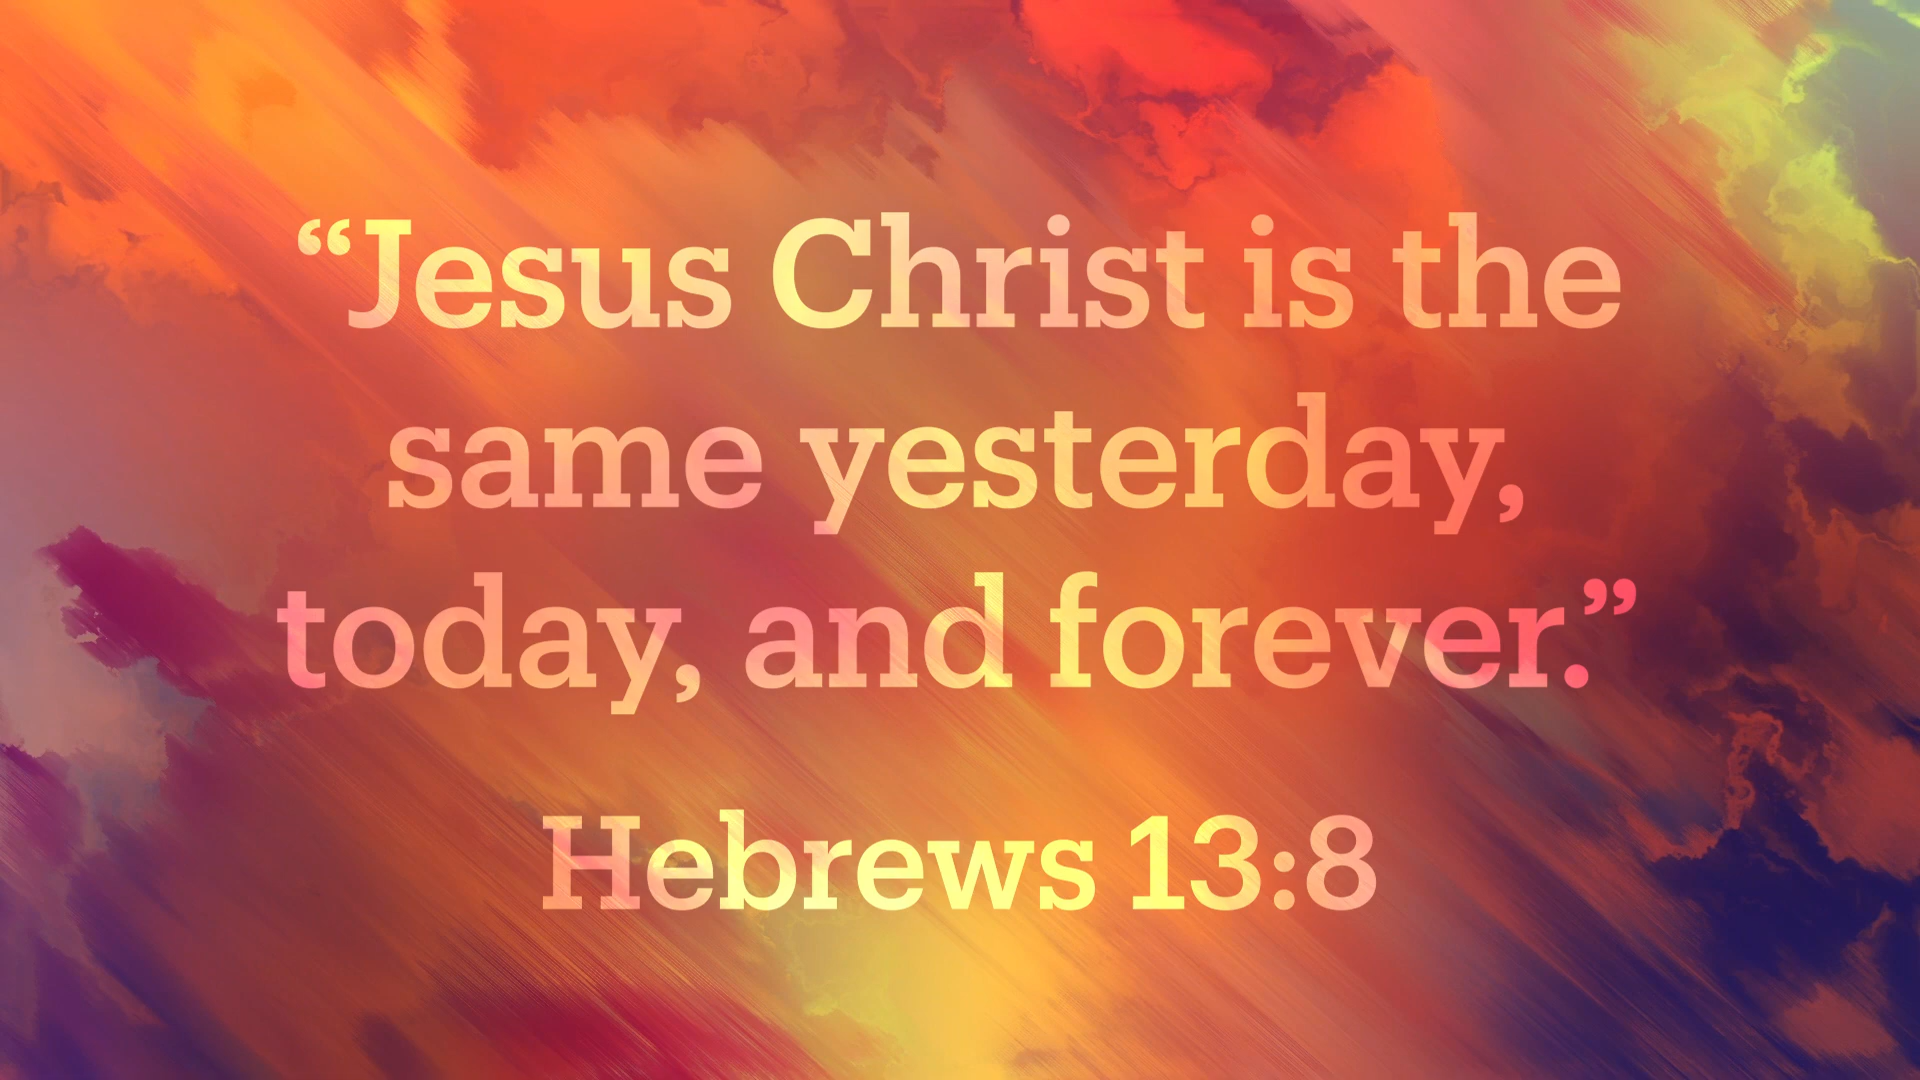 “Jesus Christ is the
same yesterday,
today, and forever.”
Hebrews 13:8